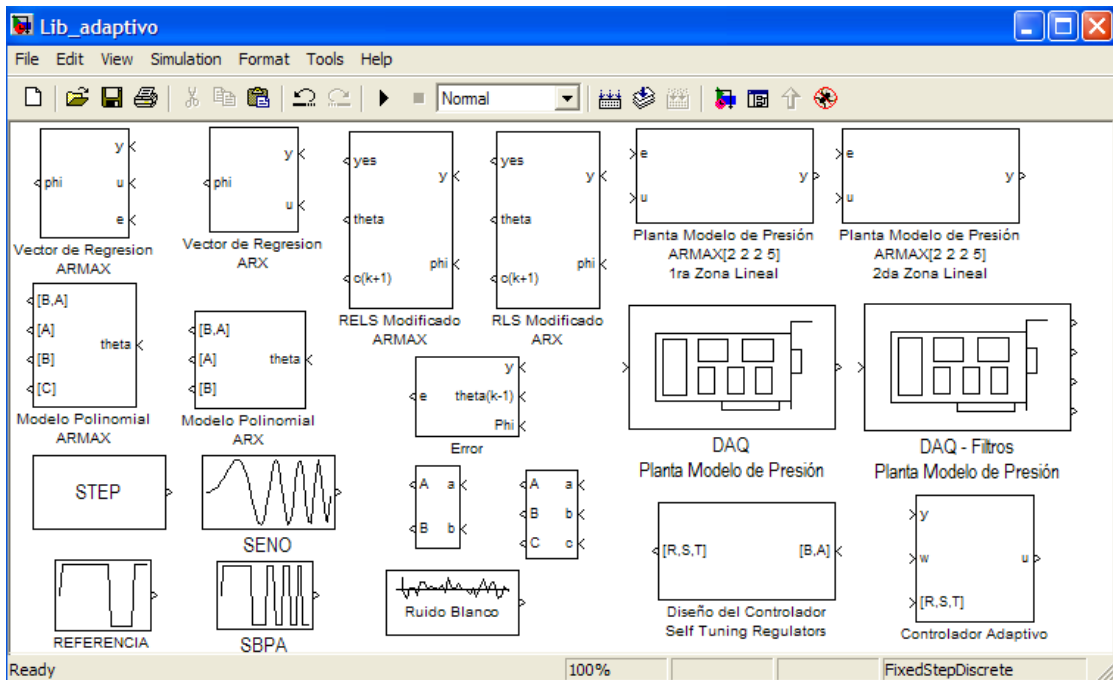 Lib_adaptivo
File Edit View Simulation Format Tools Help
Normal
y
phi u
e
Vector de Regresion
ARMAX
y
phi
u
Vector de Regresion
ARX
yes
y
theta
phi
c(k+1)
RELS Modificado
ARMAX
yes
y
theta
phi
c(k+1)
RLS Modificado
ARX
e
y
u
Planta Modelo de Presión
ARMAX[2 2 2 5]
1ra Zona Lineal
e
y
u
Planta Modelo de Presión
ARMAX[2 2 2 5]
2da Zona Lineal
[B,A]
[A]
theta
[B]
[C]
Modelo Polinomial
ARMAX
[B,A]
[A] theta
[B]
Modelo Polinomial
ARX
y
e theta(k-1)
Phi
Error
DAQ
Planta Modelo de Presión
DAQ - Filtros
Planta Modelo de Presión
STEP
SENO
A a
B b
A a
B b
C c
[R,S,T] [B,A]
Diseño del Controlador
Self Tuning Regulators
y
w u
[R,S,T]
Controlador Adaptivo
REFERENCIA
SBPA
Ruido Blanco
Ready 100% FixedStepDiscrete